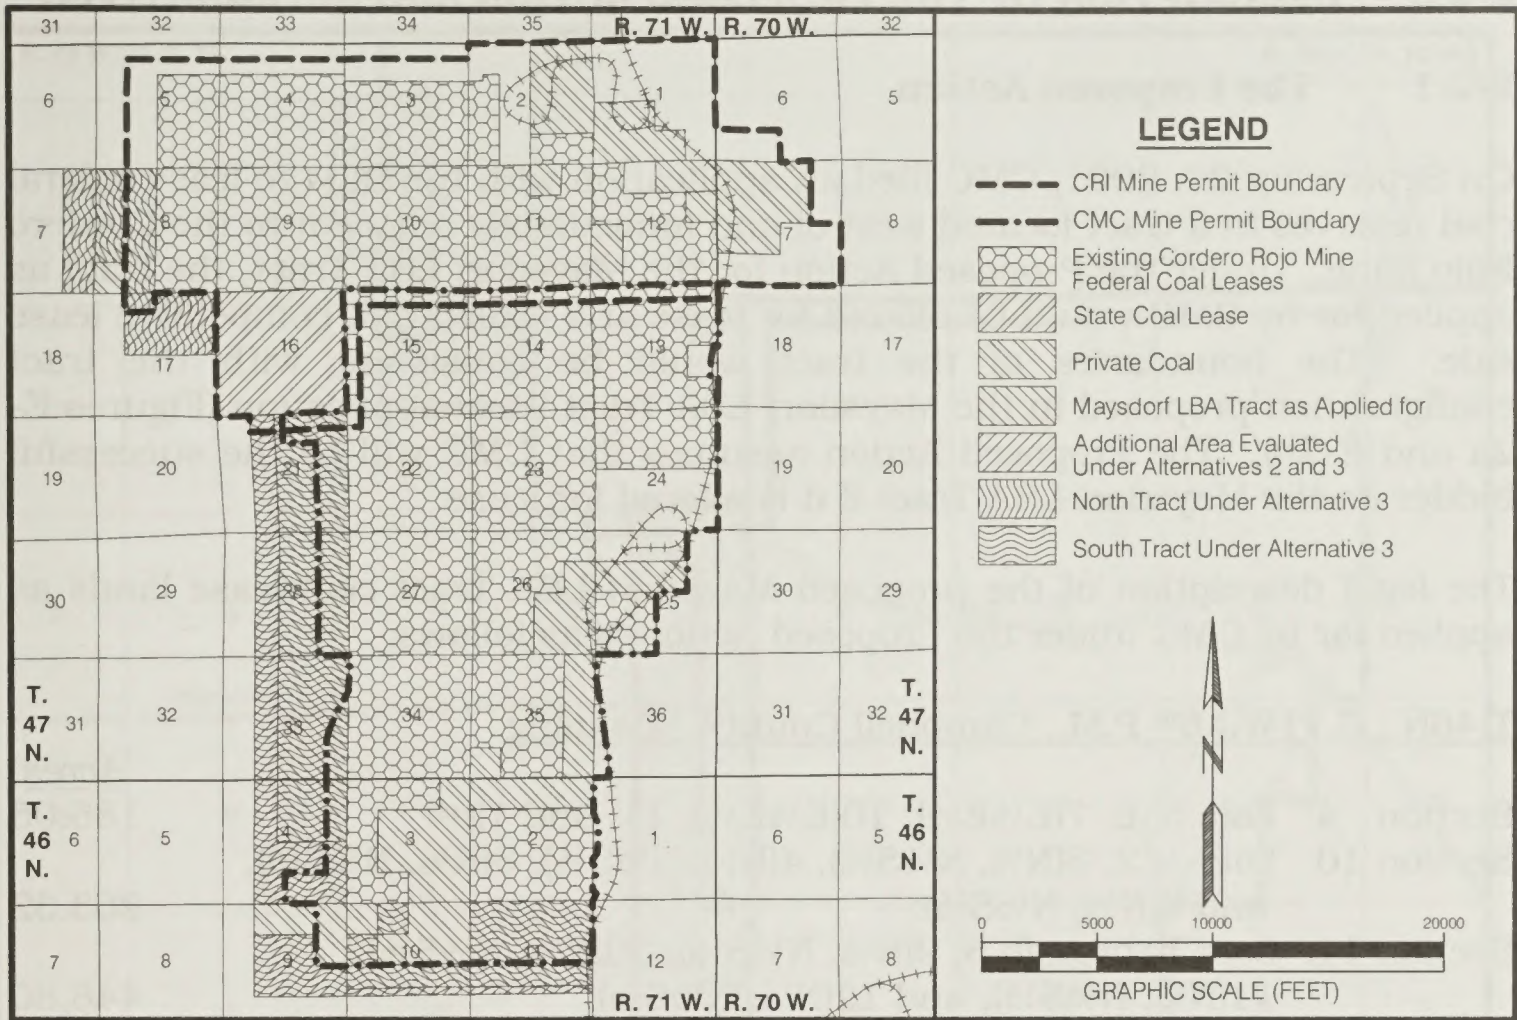 31 32 33 34 35 R. 71 W. R. 70 W. 32
6 5 4 3 2 1 6 5
7 8 9 10 11 12 7 8
18 17 16 15 14 13 18 17
19 20 21 22 23 24 19 20
30 29 28 27 26 25 30 29
T.
47
N.
31 32 33 34 35 36 31 32
T.
47
N.
T.
46
N.
6 5 4 3 2 1 6 5
T.
46
N.
7 8 9 10 11 12 7 8
R. 71 W. R. 70 W.
LEGEND
CRI Mine Permit Boundary
CMC Mine Permit Boundary
Existing Cordero Rojo Mine
Federal Coal Leases
State Coal Lease
Private Coal
Maysdorf LBA Tract as Applied for
Additional Area Evaluated
Under Alternatives 2 and 3
North Tract Under Alternative 3
South Tract Under Alternative 3
N
0 5000 10000 20000
GRAPHIC SCALE (FEET)